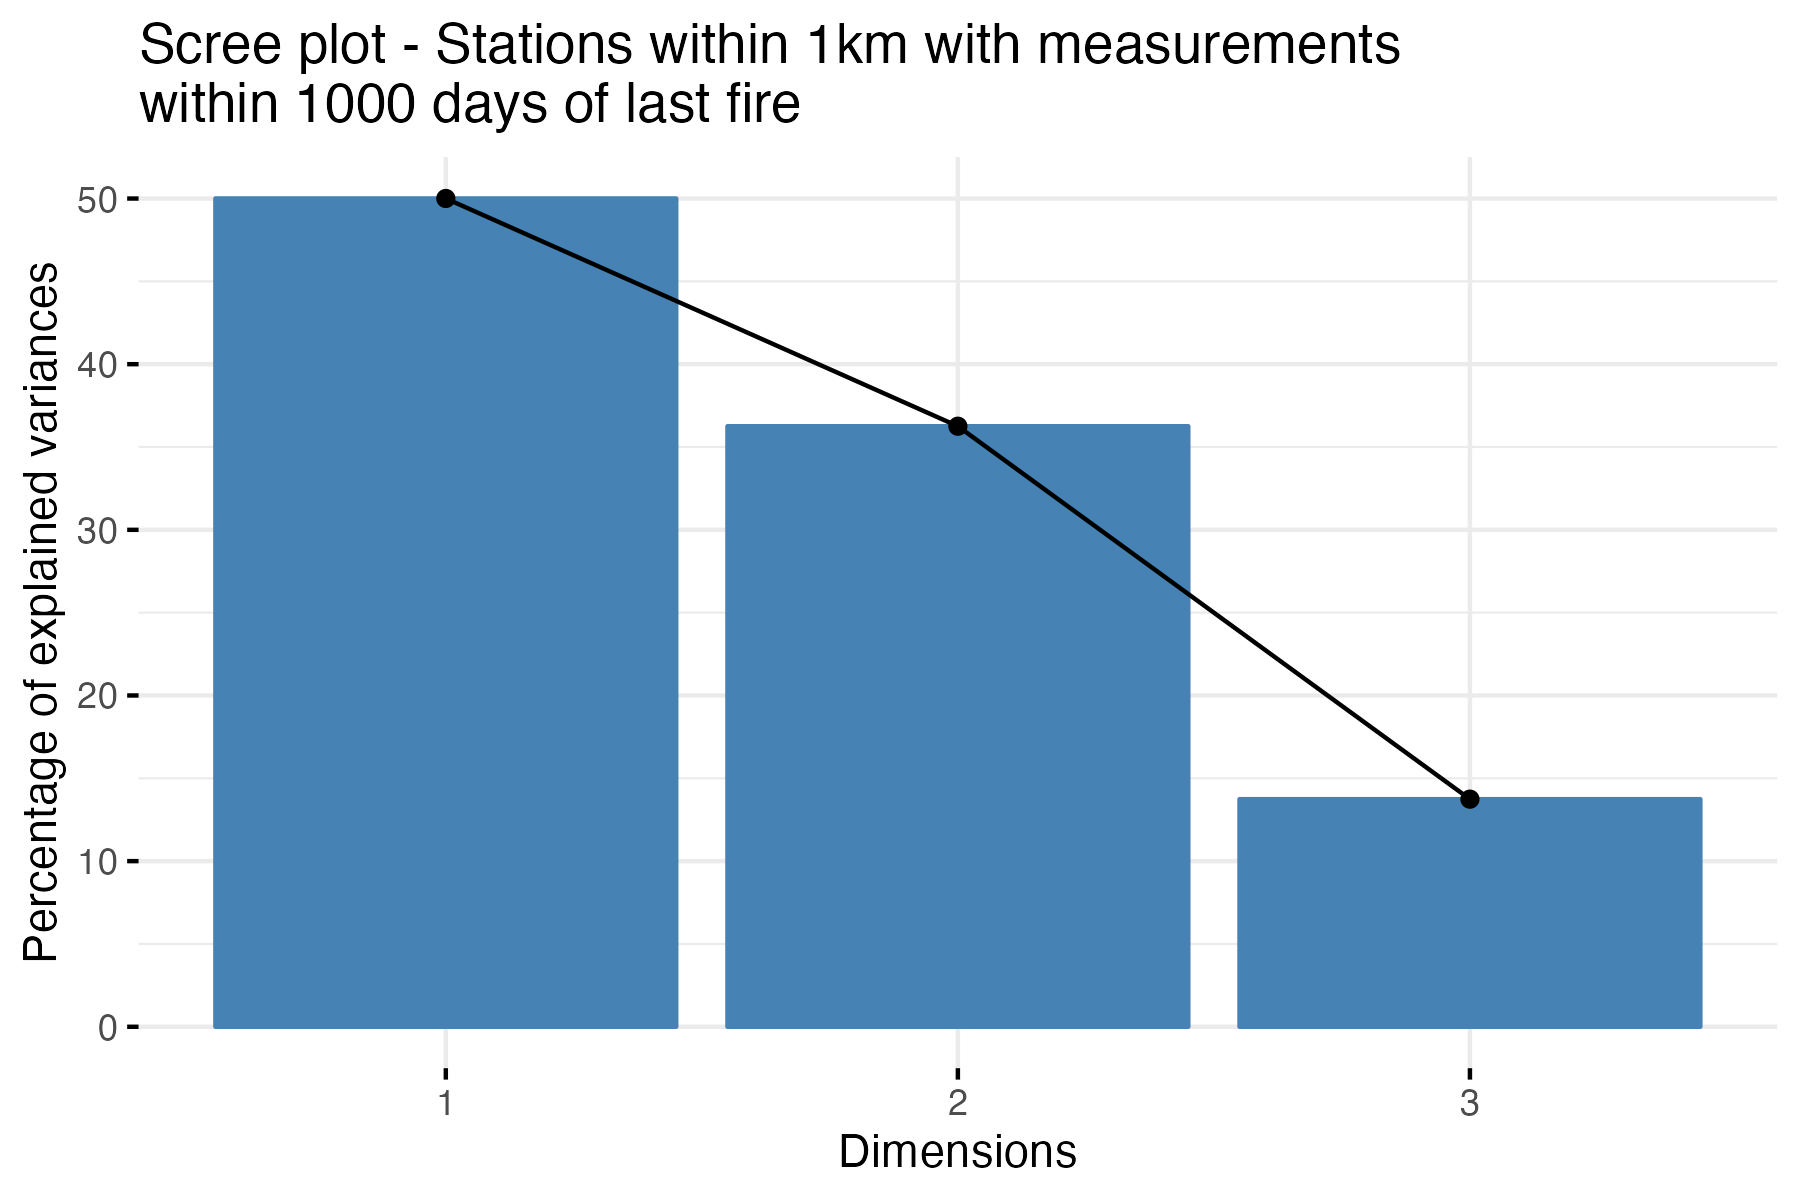 Scree plot - Stations within 1km with measurements
within 1000 days of last fire
Percentage of explained variances
50
40
30
20
10
0
1
2
3
Dimensions